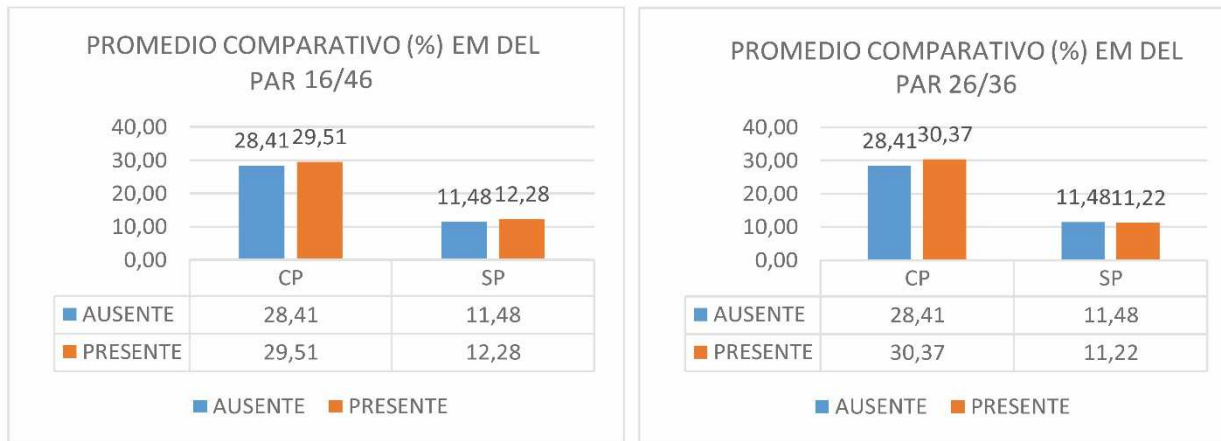 PROMEDIO COMPARATIVO (%) EM DEL
PAR 16/46
40,00
30,00
20,00
10,00
0,00
28,41
29,51
11,48
12,28
CP
SP
AUSENTE
28,41
11,48
PRESENTE
29,51
12,28
AUSENTE
PRESENTE
PROMEDIO COMPARATIVO (%) EM DEL
PAR 26/36
40,00
30,00
20,00
10,00
0,00
28,41
30,37
11,48
11,22
CP
SP
AUSENTE
28,41
11,48
PRESENTE
30,37
11,22
AUSENTE
PRESENTE